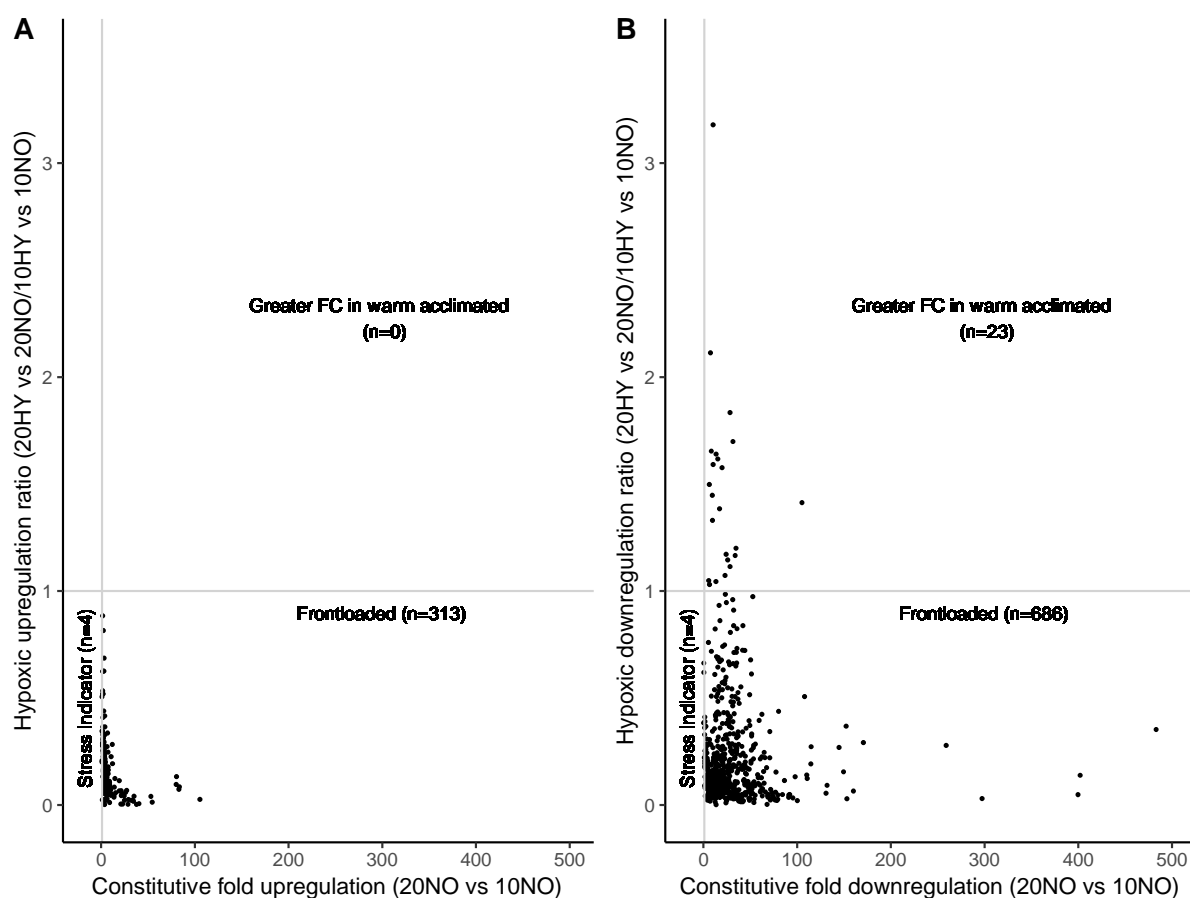 A
Hypoxic upregulation ratio (20HY vs 20NO/10HY vs 10NO)
3
2
1
0
Greater FC in warm acclimated
(n=0)
Frontloaded (n=313)
Stress Indicator (n=4)
0 100 200 300 400 500
Constitutive fold upregulation (20NO vs 10NO)
B
Hypoxic downregulation ratio (20HY vs 20NO/10HY vs 10NO)
3
2
1
0
Greater FC in warm acclimated
(n=23)
Frontloaded (n=686)
Stress Indicator (n=4)
0 100 200 300 400 500
Constitutive fold downregulation (20NO vs 10NO)